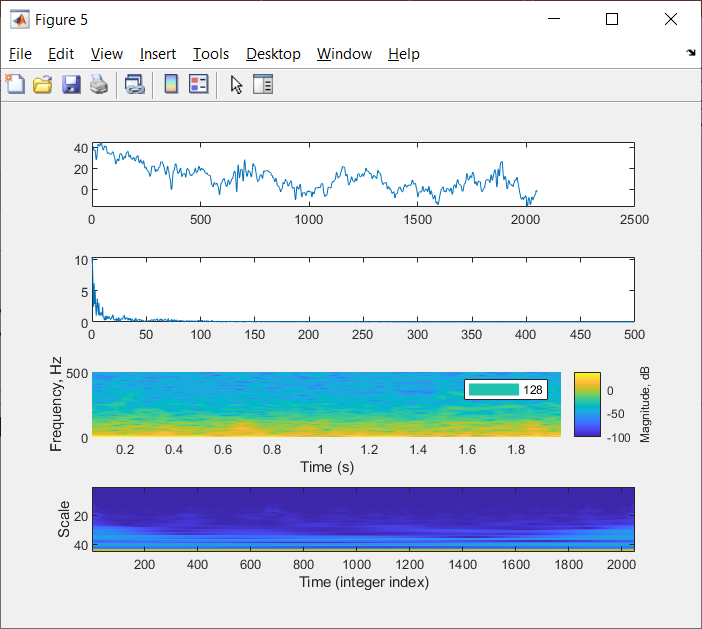 Figure 5
File Edit View Insert Tools Desktop Window Help
40
20
0
0 500 1000 1500 2000 2500
10
5
0
0 50 100 150 200 250 300 350 400 450 500
Frequency, Hz
500
0
128
0.2 0.4 0.6 0.8 1 1.2 1.4 1.6 1.8
Time (s)
0
-50
-100
Magnitude, dB
Scale
20
40
200 400 600 800 1000 1200 1400 1600 1800 2000
Time (integer index)